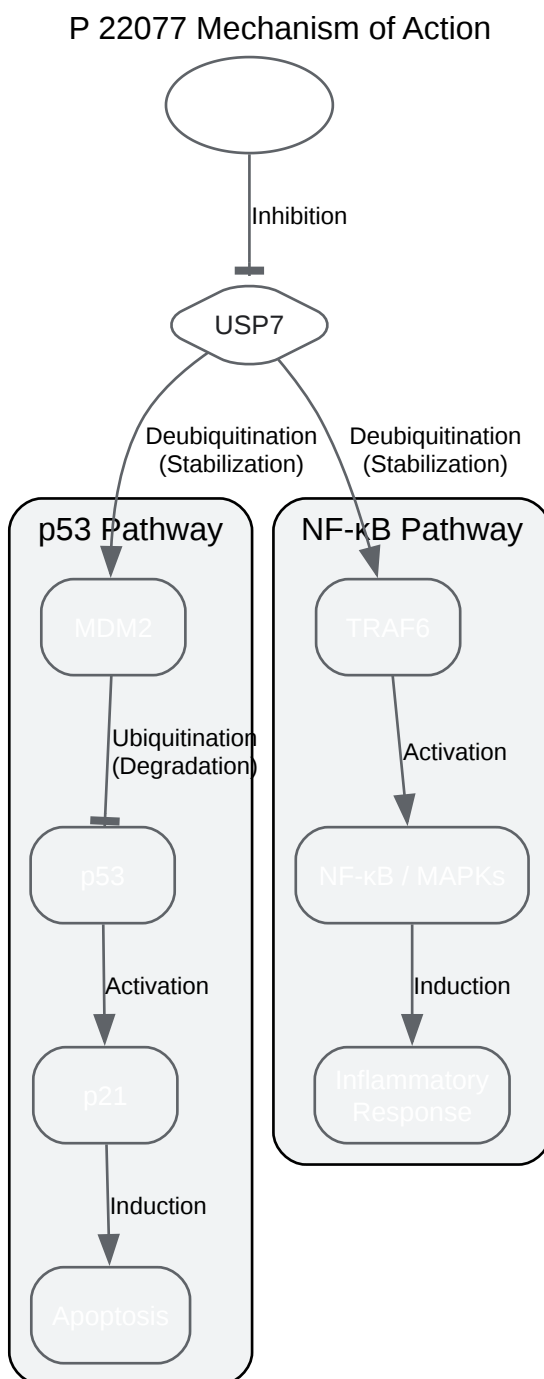 P 22077 Mechanism of Action
Inhibition
USP7
Deubiquitination
(Stabilization)
Deubiquitination
(Stabilization)
p53 Pathway
NF-κB Pathway
MDM2
TRAF6
Ubiquitination
(Degradation)
Activation
p53
NF-κB / MAPKs
Activation
Induction
p21
Inflammatory
Response
Induction
Apoptosis